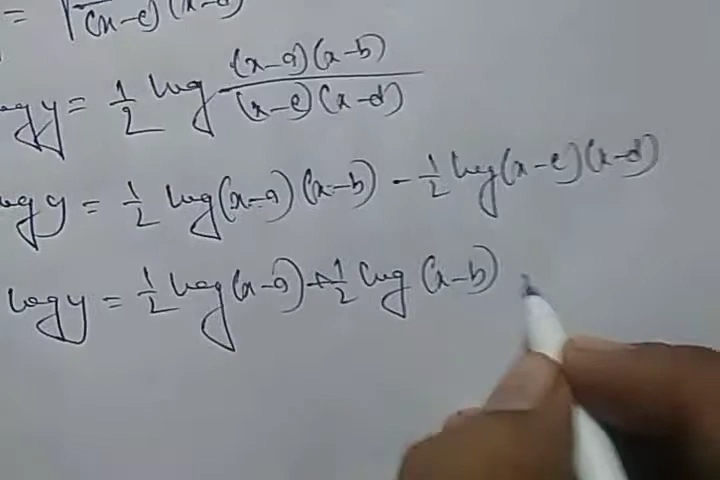 = √ (x-c)(x-d)
log y = 1/2 log (x-a)(x-b) / (x-c)(x-d)
log y = 1/2 log(x-a)(x-b) - 1/2 log(x-c)(x-d)
log y = 1/2 log(x-a) + 1/2 log (x-b)